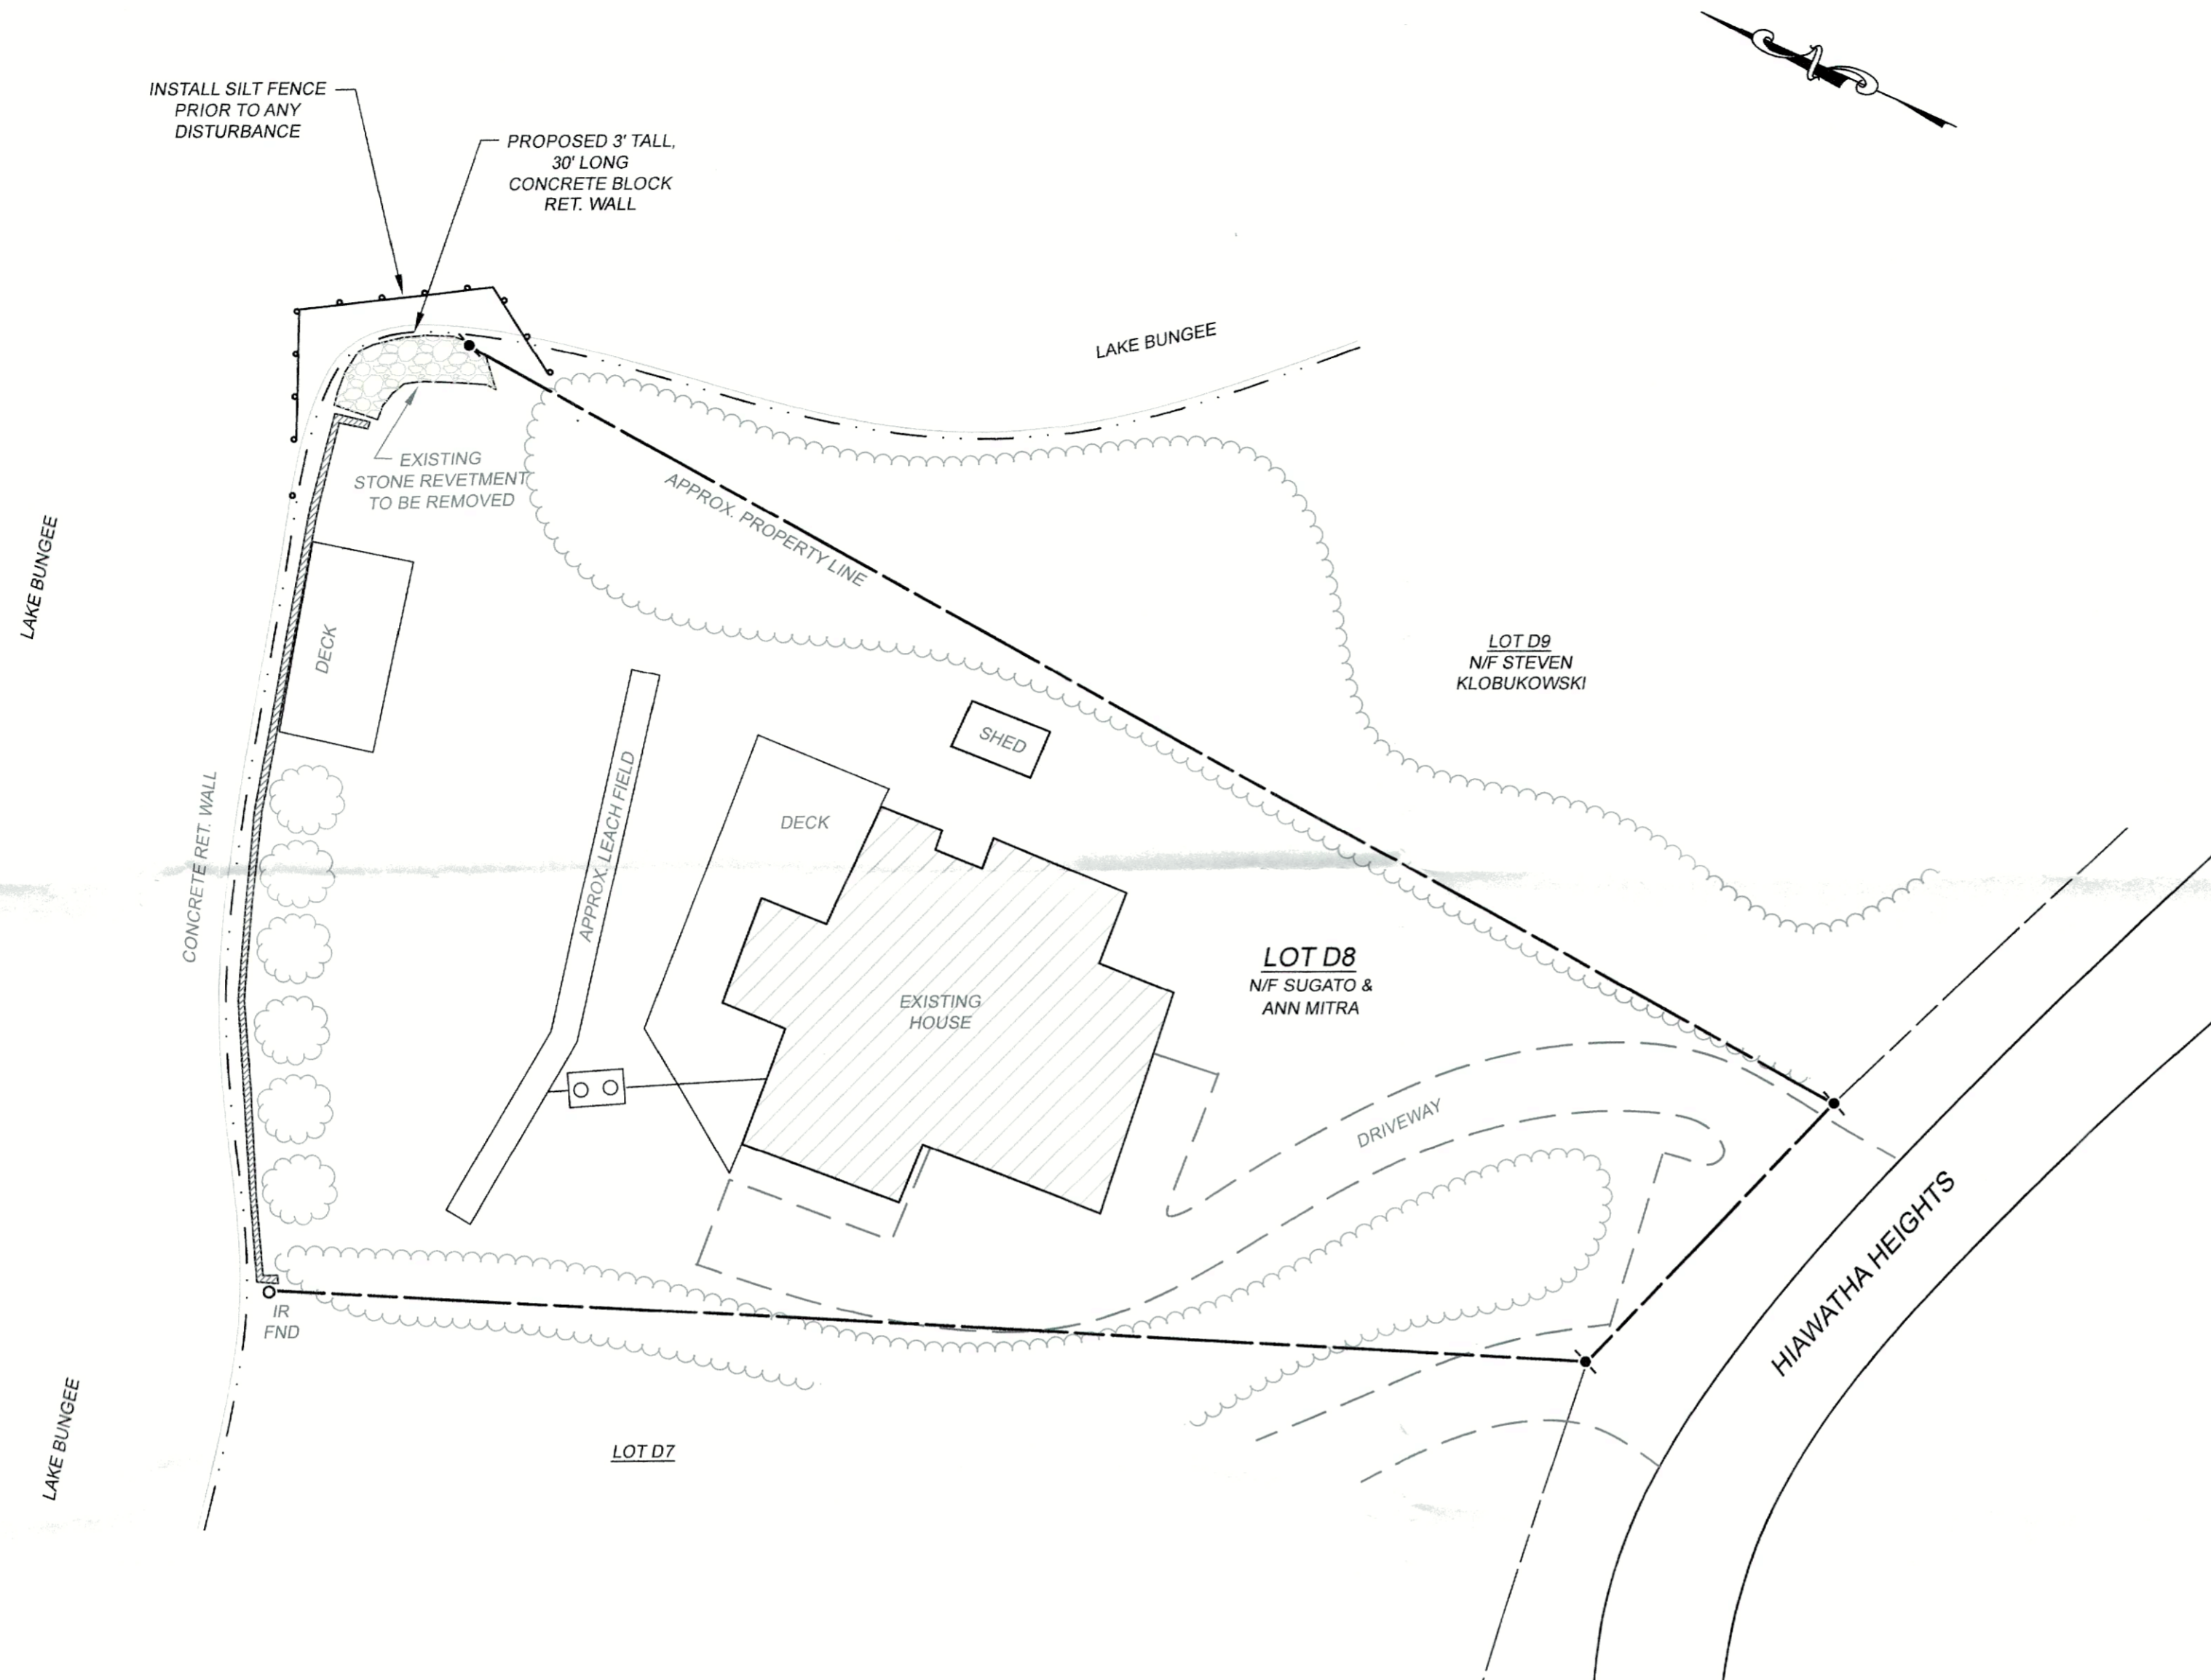 INSTALL SILT FENCE
PRIOR TO ANY
DISTURBANCE
PROPOSED 3' TALL,
30' LONG
CONCRETE BLOCK
RET. WALL
N
LAKE BUNGEE
EXISTING
STONE REVETMENT
TO BE REMOVED
APPROX. PROPERTY LINE
LAKE BUNGEE
DECK
LOT D9
N/F STEVEN
KLOBUKOWSKI
SHED
APPROX. LEACH FIELD
DECK
CONCRETE RET. WALL
LOT D8
N/F SUGATO &
ANN MITRA
EXISTING
HOUSE
DRIVEWAY
HIAWATHA HEIGHTS
IR
FND
LAKE BUNGEE
LOT D7